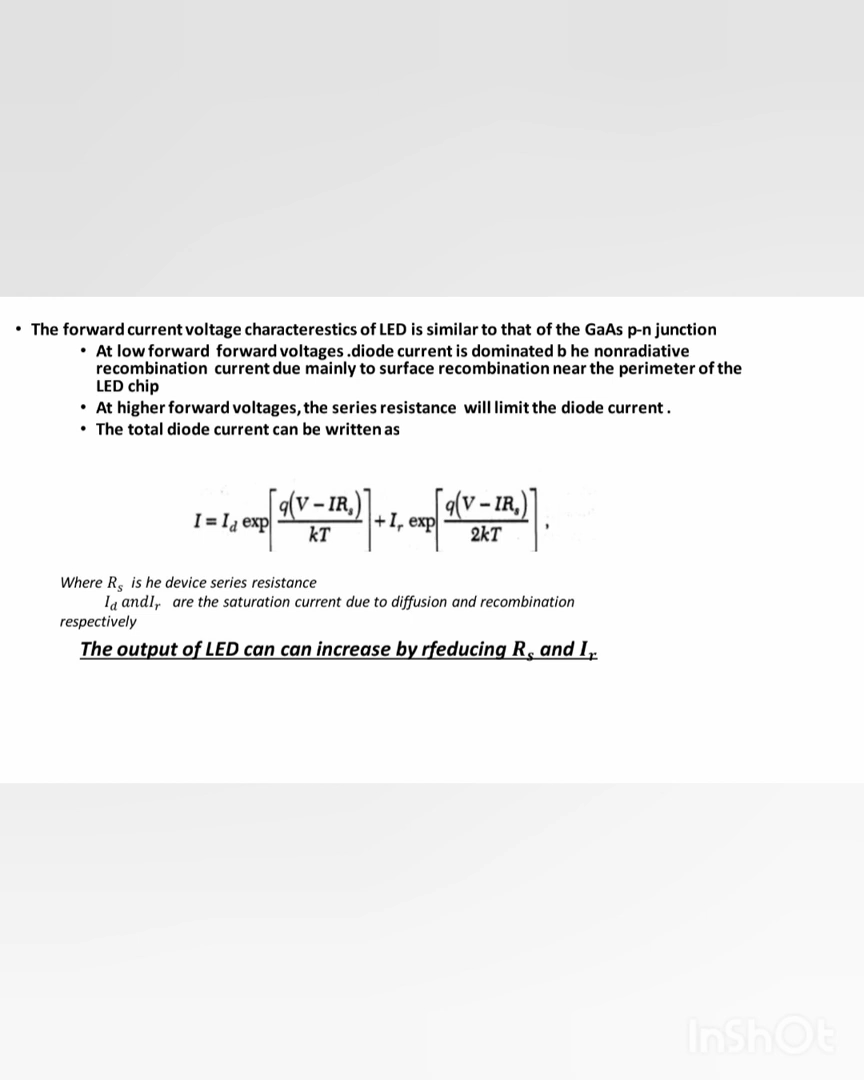 • The forward current voltage characterestics of LED is similar to that of the GaAs p-n junction
• At low forward forward voltages .diode current is dominated b he nonradiative
recombination current due mainly to surface recombination near the perimeter of the
LED chip
• At higher forward voltages, the series resistance will limit the diode current .
• The total diode current can be written as
I = I_d exp[q(V − IR_s)/kT] + I_r exp[q(V − IR_s)/2kT] ,
Where R_s is he device series resistance
I_d andI_r are the saturation current due to diffusion and recombination
respectively
The output of LED can can increase by rfeducing R_s and I_r
InShOt